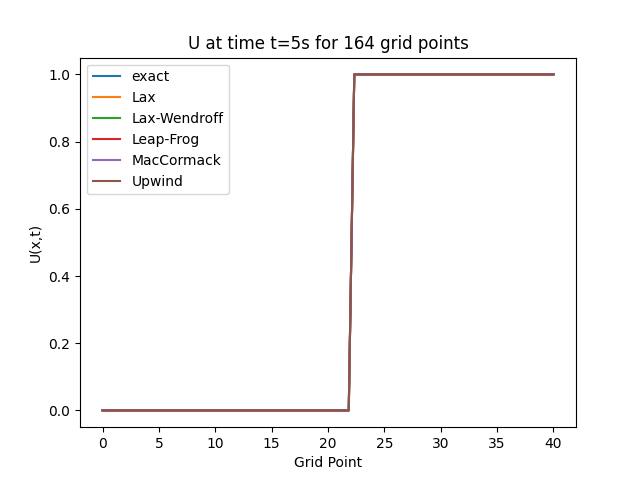 U at time t=5s for 164 grid points
1.0
0.8
0.6
0.4
0.2
0.0
U(x,t)
exact
Lax
Lax-Wendroff
Leap-Frog
MacCormack
Upwind
0 5 10 15 20 25 30 35 40
Grid Point